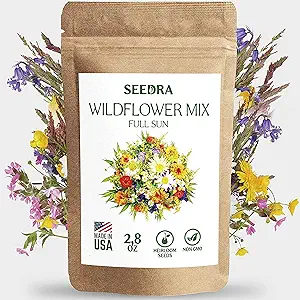 SEEDRA
WILDFLOWER MIX
FULL SUN
MADE IN
USA
2,8
OZ
HEIRLOOM
SEEDS
NON GMO